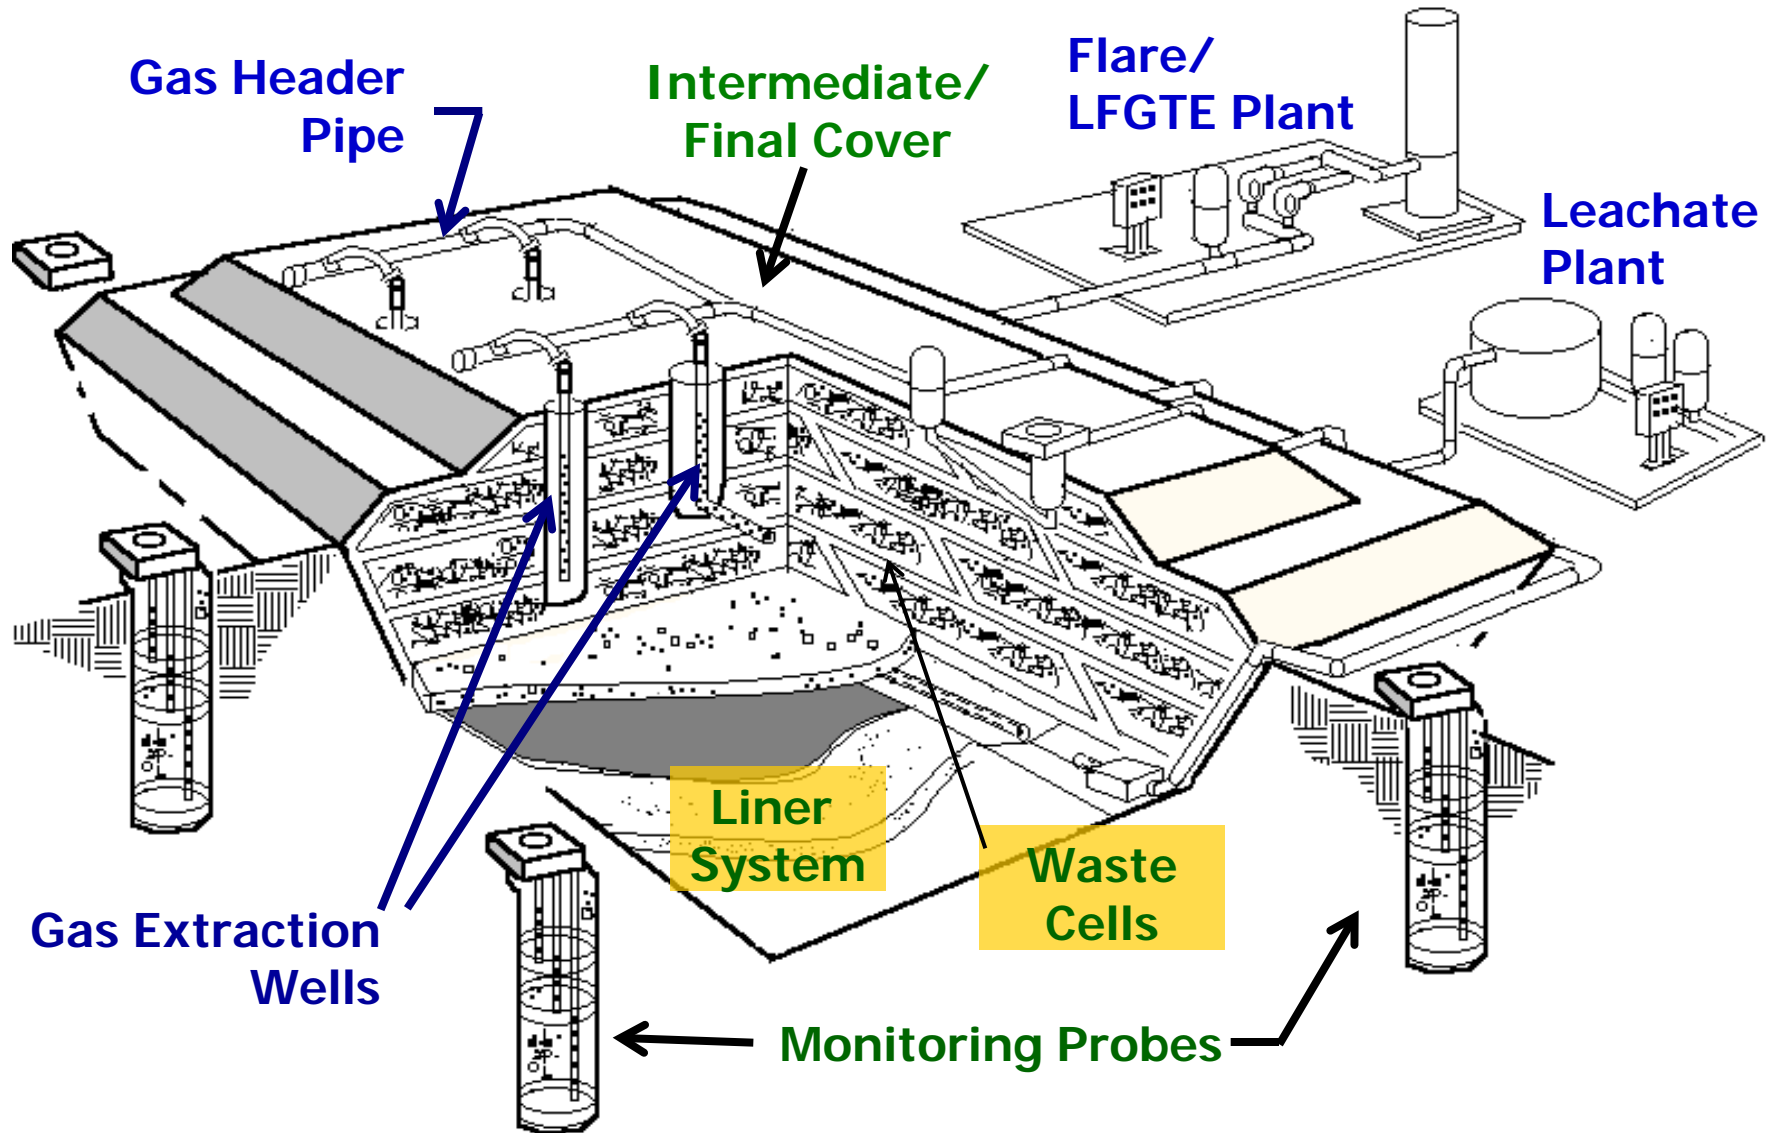 Gas Header
Pipe
Intermediate/
Final Cover
Flare/
LFGTE Plant
Leachate
Plant
Liner
System
Waste
Cells
Gas Extraction
Wells
Monitoring Probes